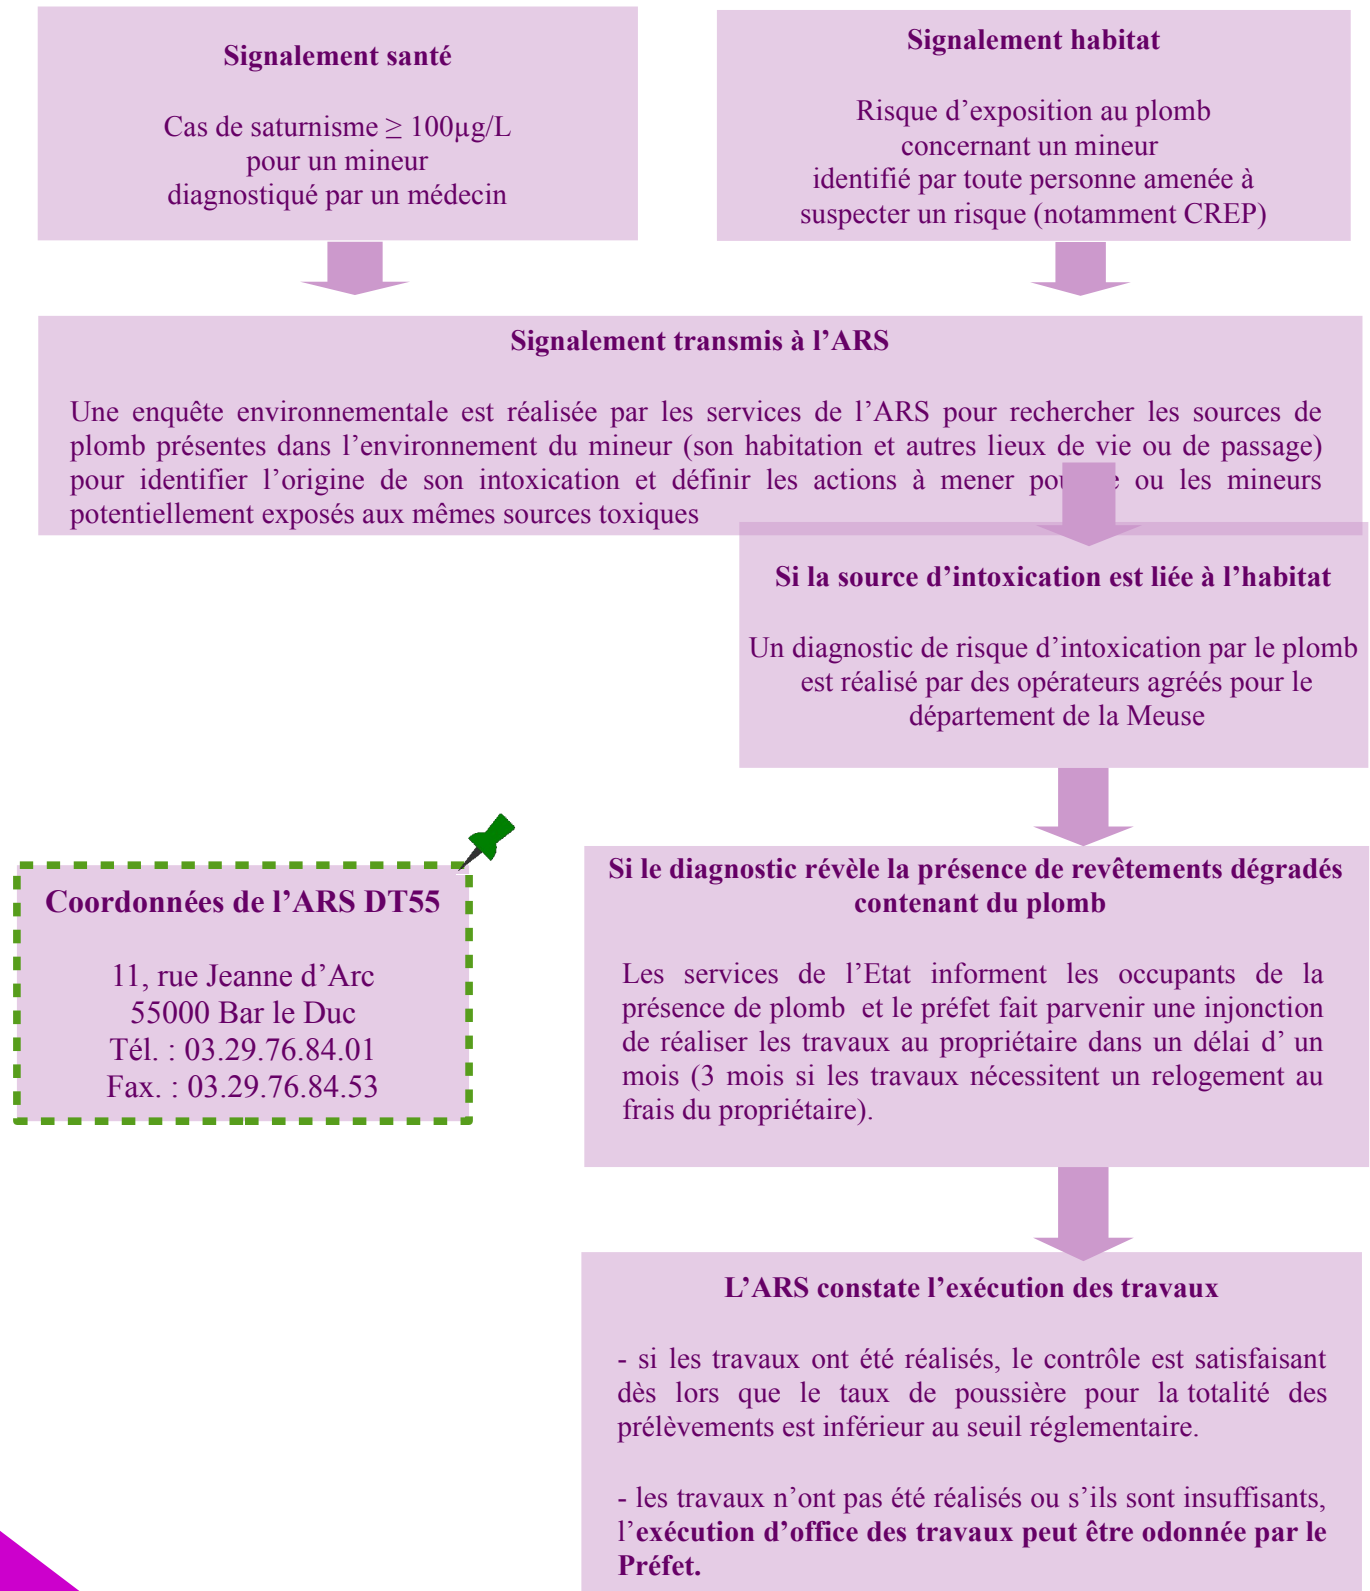 Signalement santé
Cas de saturnisme ≥ 100µg/L
pour un mineur
diagnostiqué par un médecin
Signalement habitat
Risque d’exposition au plomb
concernant un mineur
identifié par toute personne amenée à
suspecter un risque (notamment CREP)
Signalement transmis à l’ARS
Une enquête environnementale est réalisée par les services de l’ARS pour rechercher les sources de
plomb présentes dans l’environnement du mineur (son habitation et autres lieux de vie ou de passage)
pour identifier l’origine de son intoxication et définir les actions à mener ou les mineurs
potentiellement exposés aux mêmes sources toxiques
Si la source d’intoxication est liée à l’habitat
Un diagnostic de risque d’intoxication par le plomb
est réalisé par des opérateurs agréés pour le
département de la Meuse
Coordonnées de l’ARS DT55
11, rue Jeanne d’Arc
55000 Bar le Duc
Tél. : 03.29.76.84.01
Fax. : 03.29.76.84.53
Si le diagnostic révèle la présence de revêtements dégradés
contenant du plomb
Les services de l’Etat informent les occupants de la
présence de plomb et le préfet fait parvenir une injonction
de réaliser les travaux au propriétaire dans un délai d’ un
mois (3 mois si les travaux nécessitent un relogement au
frais du propriétaire).
L’ARS constate l’exécution des travaux
- si les travaux ont été réalisés, le contrôle est satisfaisant
dès lors que le taux de poussière pour la totalité des
prélèvements est inférieur au seuil réglementaire.
- les travaux n’ont pas été réalisés ou s’ils sont insuffisants,
l’exécution d’office des travaux peut être odonnée par le
Préfet.